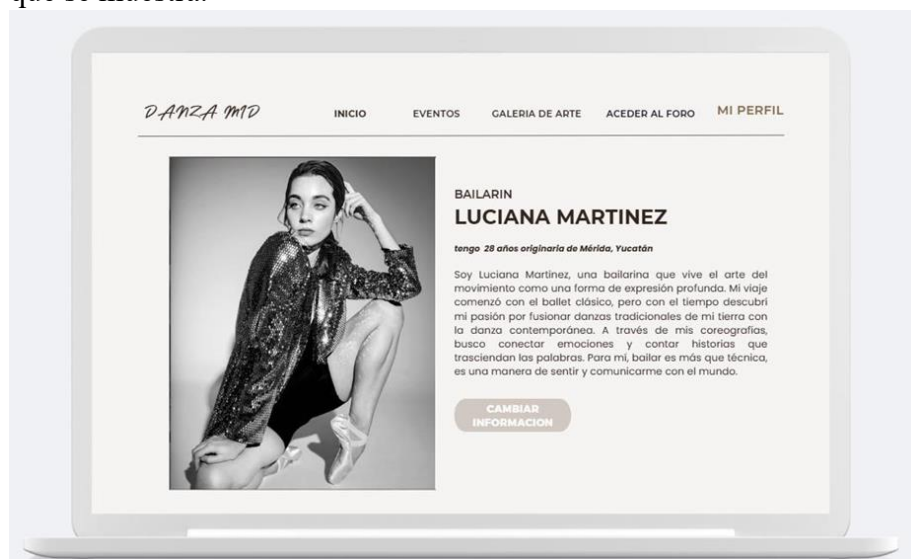 DANZA MID
INICIO
EVENTOS
GALERIA DE ARTE
ACEDER AL FORO
MI PERFIL
BAILARIN
LUCIANA MARTINEZ
tengo 28 años originaria de Mérida, Yucatán
Soy Luciana Martínez, una bailarina que vive el arte del
movimiento como una forma de expresión profunda. Mi viaje
comenzó con el ballet clásico, pero con el tiempo descubrí
mi pasión por fusionar danzas tradicionales de mi tierra con
la danza contemporánea. A través de mis coreografías,
busco conectar emociones y contar historias que
trasciendan las palabras. Para mí, bailar es más que técnica,
es una manera de sentir y comunicarme con el mundo.
CAMBIAR
INFORMACION